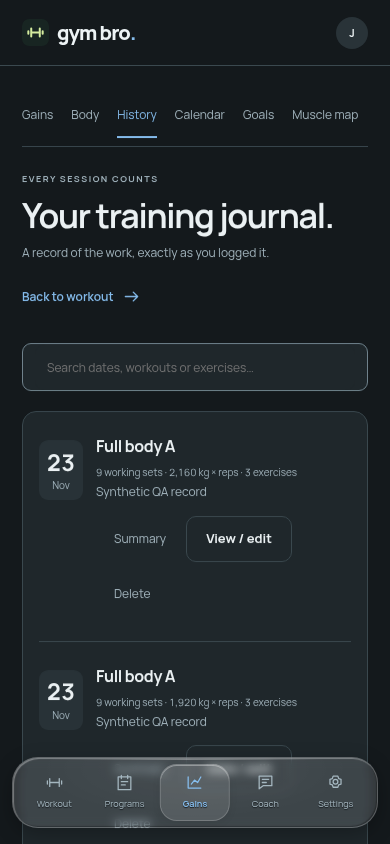 gym bro.
J
Gains Body History Calendar Goals Muscle map
EVERY SESSION COUNTS
Your training journal.
A record of the work, exactly as you logged it.
Back to workout →
Search dates, workouts or exercises...
23
Nov
Full body A
9 working sets · 2,160 kg × reps · 3 exercises
Synthetic QA record
Summary View / edit
Delete
23
Nov
Full body A
9 working sets · 1,920 kg × reps · 3 exercises
Synthetic QA record
Delete
Workout Programs Gains Coach Settings